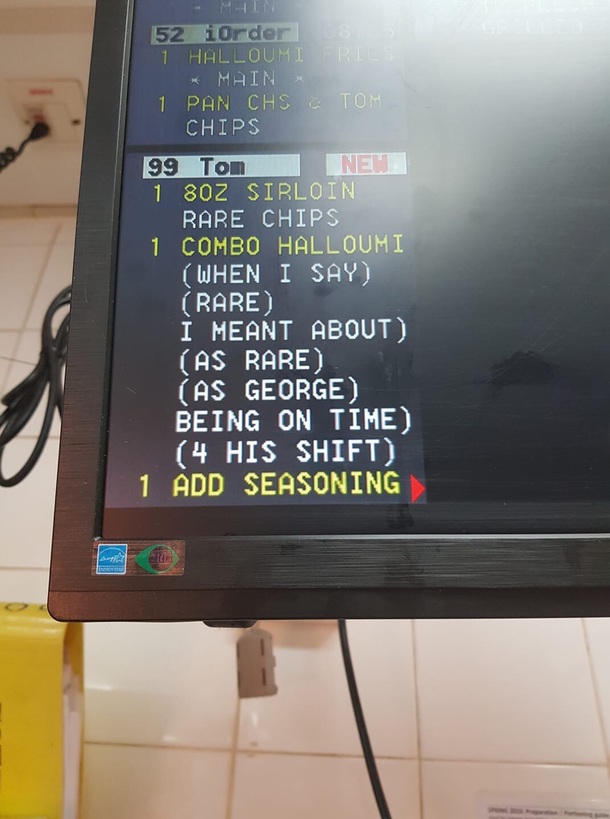 * MAIN *
52 iOrder
1 HALLOUMI FRIES
* MAIN *
1 PAN CHS & TOM
CHIPS
99 Tom NEW
1 8OZ SIRLOIN
RARE CHIPS
1 COMBO HALLOUMI
(WHEN I SAY)
(RARE)
I MEANT ABOUT)
(AS RARE)
(AS GEORGE)
BEING ON TIME)
(4 HIS SHIFT)
1 ADD SEASONING